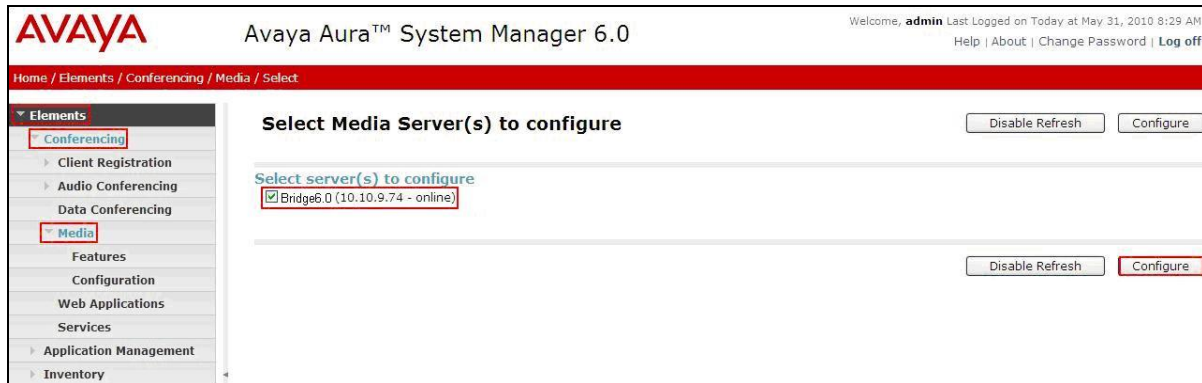 AVAYA
Avaya Aura™ System Manager 6.0
Welcome, admin Last Logged on Today at May 31, 2010 8:29 AM
Help | About | Change Password | Log off
Home / Elements / Conferencing / Media / Select
Elements
Conferencing
Client Registration
Audio Conferencing
Data Conferencing
Media
Features
Configuration
Web Applications
Services
Application Management
Inventory
Select Media Server(s) to configure
Disable Refresh
Configure
Select server(s) to configure
Bridge6.0 (10.10.9.74 - online)
Disable Refresh
Configure